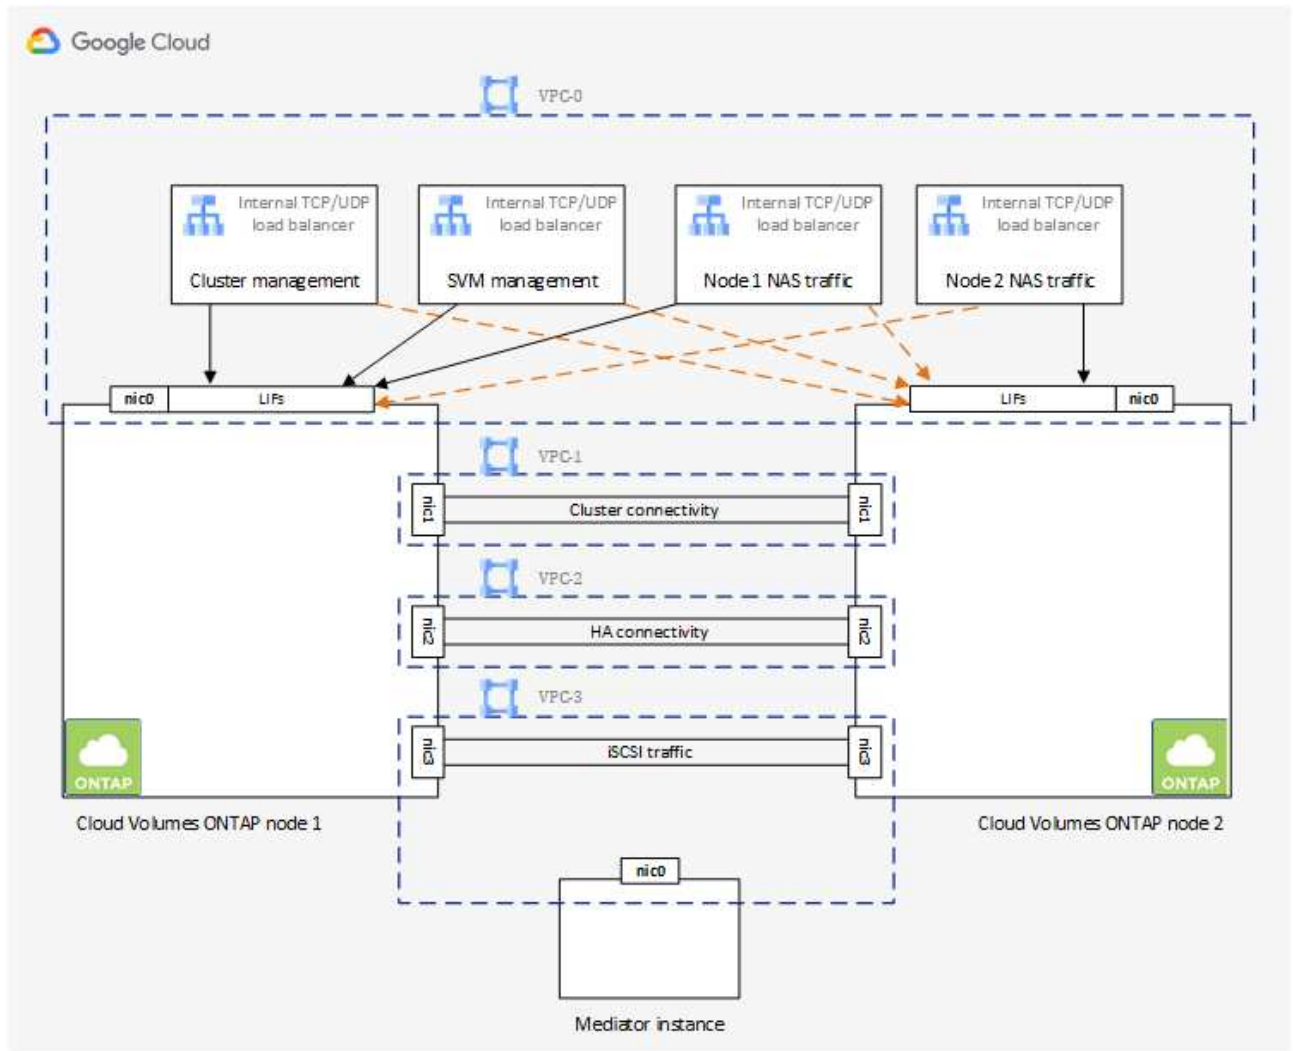 Google Cloud
VPC-0
Internal TCP/UDP
load balancer
Cluster management
Internal TCP/UDP
load balancer
SVM management
Internal TCP/UDP
load balancer
Node 1 NAS traffic
Internal TCP/UDP
load balancer
Node 2 NAS traffic
nic0
LIFs
LIFs
nic0
VPC-1
nic1
Cluster connectivity
nic1
VPC-2
nic2
HA connectivity
nic2
VPC-3
nic3
iSCSI traffic
nic3
ONTAP
ONTAP
Cloud Volumes ONTAP node 1
Cloud Volumes ONTAP node 2
nic0
Mediator instance